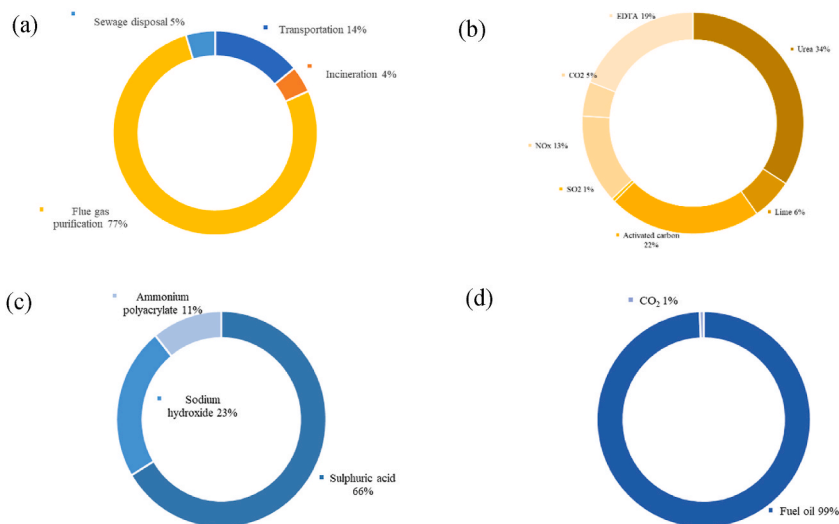 (a)
Sewage disposal 5%
Transportation 14%
Incineration 4%
Flue gas
purification 77%
(b)
EDTA 19%
Urea 34%
CO2 5%
NOx 13%
SO2 1%
Lime 6%
Activated carbon
22%
(c)
Ammonium
polyacrylate 11%
Sodium
hydroxide 23%
Sulphuric acid
66%
(d)
CO₂ 1%
Fuel oil 99%